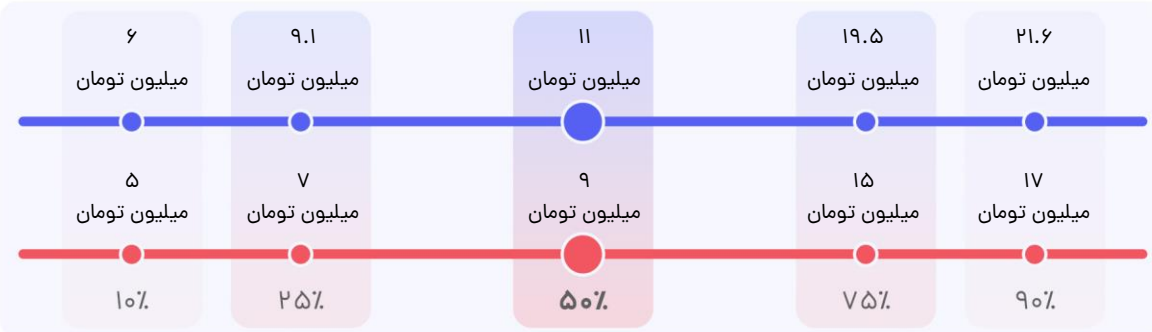 ۶ ۹.۱ ۱۱ ۱۹.۵ ۲۱.۶
میلیون تومان میلیون تومان میلیون تومان میلیون تومان میلیون تومان
۵ ۷ ۹ ۱۵ ۱۷
میلیون تومان میلیون تومان میلیون تومان میلیون تومان میلیون تومان
۱۰٪ ۲۵٪ ۵۰٪ ۷۵٪ ۹۰٪